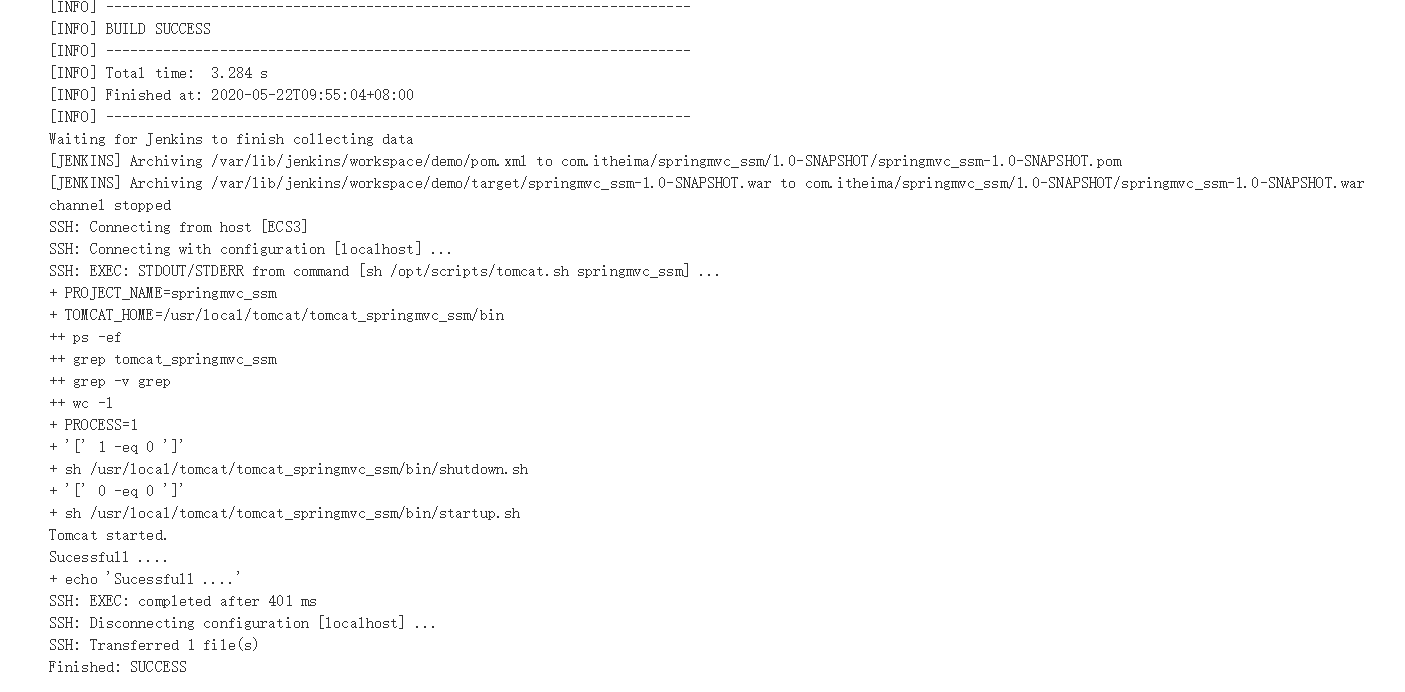 [INFO] ------------------------------------------------------------------------
[INFO] BUILD SUCCESS
[INFO] ------------------------------------------------------------------------
[INFO] Total time:  3.284 s
[INFO] Finished at: 2020-05-22T09:55:04+08:00
[INFO] ------------------------------------------------------------------------
Waiting for Jenkins to finish collecting data
[JENKINS] Archiving /var/lib/jenkins/workspace/demo/pom.xml to com.itheima/springmvc_ssm/1.0-SNAPSHOT/springmvc_ssm-1.0-SNAPSHOT.pom
[JENKINS] Archiving /var/lib/jenkins/workspace/demo/target/springmvc_ssm-1.0-SNAPSHOT.war to com.itheima/springmvc_ssm/1.0-SNAPSHOT/springmvc_ssm-1.0-SNAPSHOT.war
channel stopped
SSH: Connecting from host [ECS3]
SSH: Connecting with configuration [localhost] ...
SSH: EXEC: STDOUT/STDERR from command [sh /opt/scripts/tomcat.sh springmvc_ssm] ...
+ PROJECT_NAME=springmvc_ssm
+ TOMCAT_HOME=/usr/local/tomcat/tomcat_springmvc_ssm/bin
++ ps -ef
++ grep tomcat_springmvc_ssm
++ grep -v grep
++ wc -l
+ PROCESS=1
+ '[' 1 -eq 0 ']'
+ sh /usr/local/tomcat/tomcat_springmvc_ssm/bin/shutdown.sh
+ '[' 0 -eq 0 ']'
+ sh /usr/local/tomcat/tomcat_springmvc_ssm/bin/startup.sh
Tomcat started.
Sucessfull ....
+ echo 'Sucessfull ....'
SSH: EXEC: completed after 401 ms
SSH: Disconnecting configuration [localhost] ...
SSH: Transferred 1 file(s)
Finished: SUCCESS